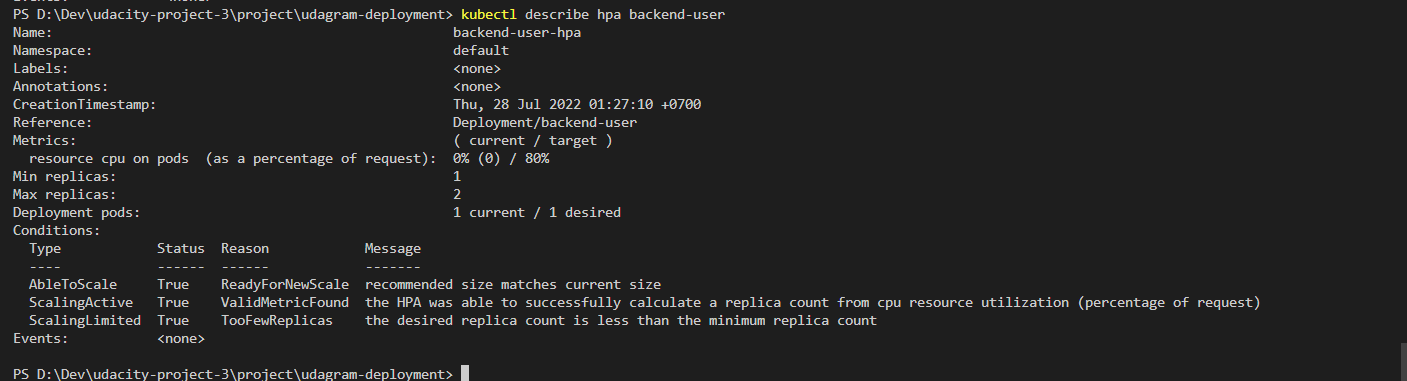 PS D:\Dev\udacity-project-3\project\udagram-deployment> kubectl describe hpa backend-user
Name: backend-user-hpa
Namespace: default
Labels: <none>
Annotations: <none>
CreationTimestamp: Thu, 28 Jul 2022 01:27:10 +0700
Reference: Deployment/backend-user
Metrics: ( current / target )
resource cpu on pods (as a percentage of request): 0% (0) / 80%
Min replicas: 1
Max replicas: 2
Deployment pods: 1 current / 1 desired
Conditions:
Type Status Reason Message
---- ------ ------ -------
AbleToScale True ReadyForNewScale recommended size matches current size
ScalingActive True ValidMetricFound the HPA was able to successfully calculate a replica count from cpu resource utilization (percentage of request)
ScalingLimited True TooFewReplicas the desired replica count is less than the minimum replica count
Events: <none>
PS D:\Dev\udacity-project-3\project\udagram-deployment>